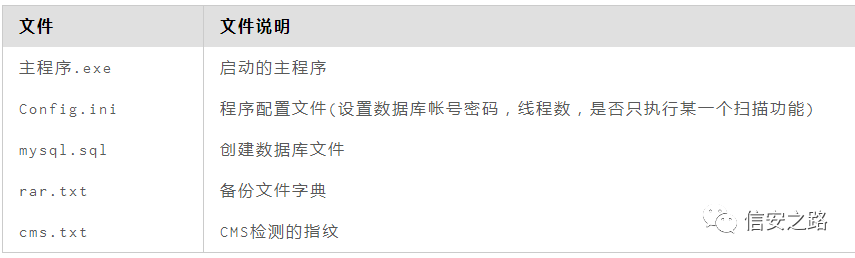 文件 文件说明
主程序.exe 启动的主程序
Config.ini 程序配置文件(设置数据库帐号密码，线程数，是否只执行某一个扫描功能)
mysql.sql 创建数据库文件
rar.txt 备份文件字典
cms.txt CMS检测的指纹
信安之路